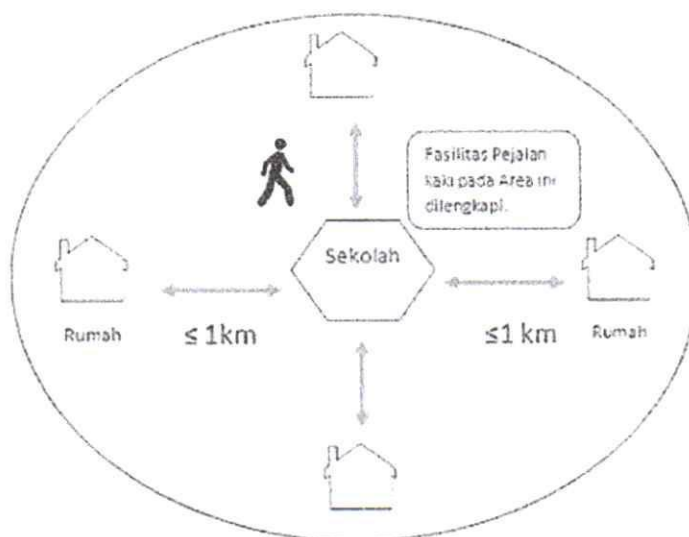 Fasilitas Pejalan
kaki pada Area ini
dilengkapi.
Sekolah
Rumah
≤ 1km
≤1 km
Rumah